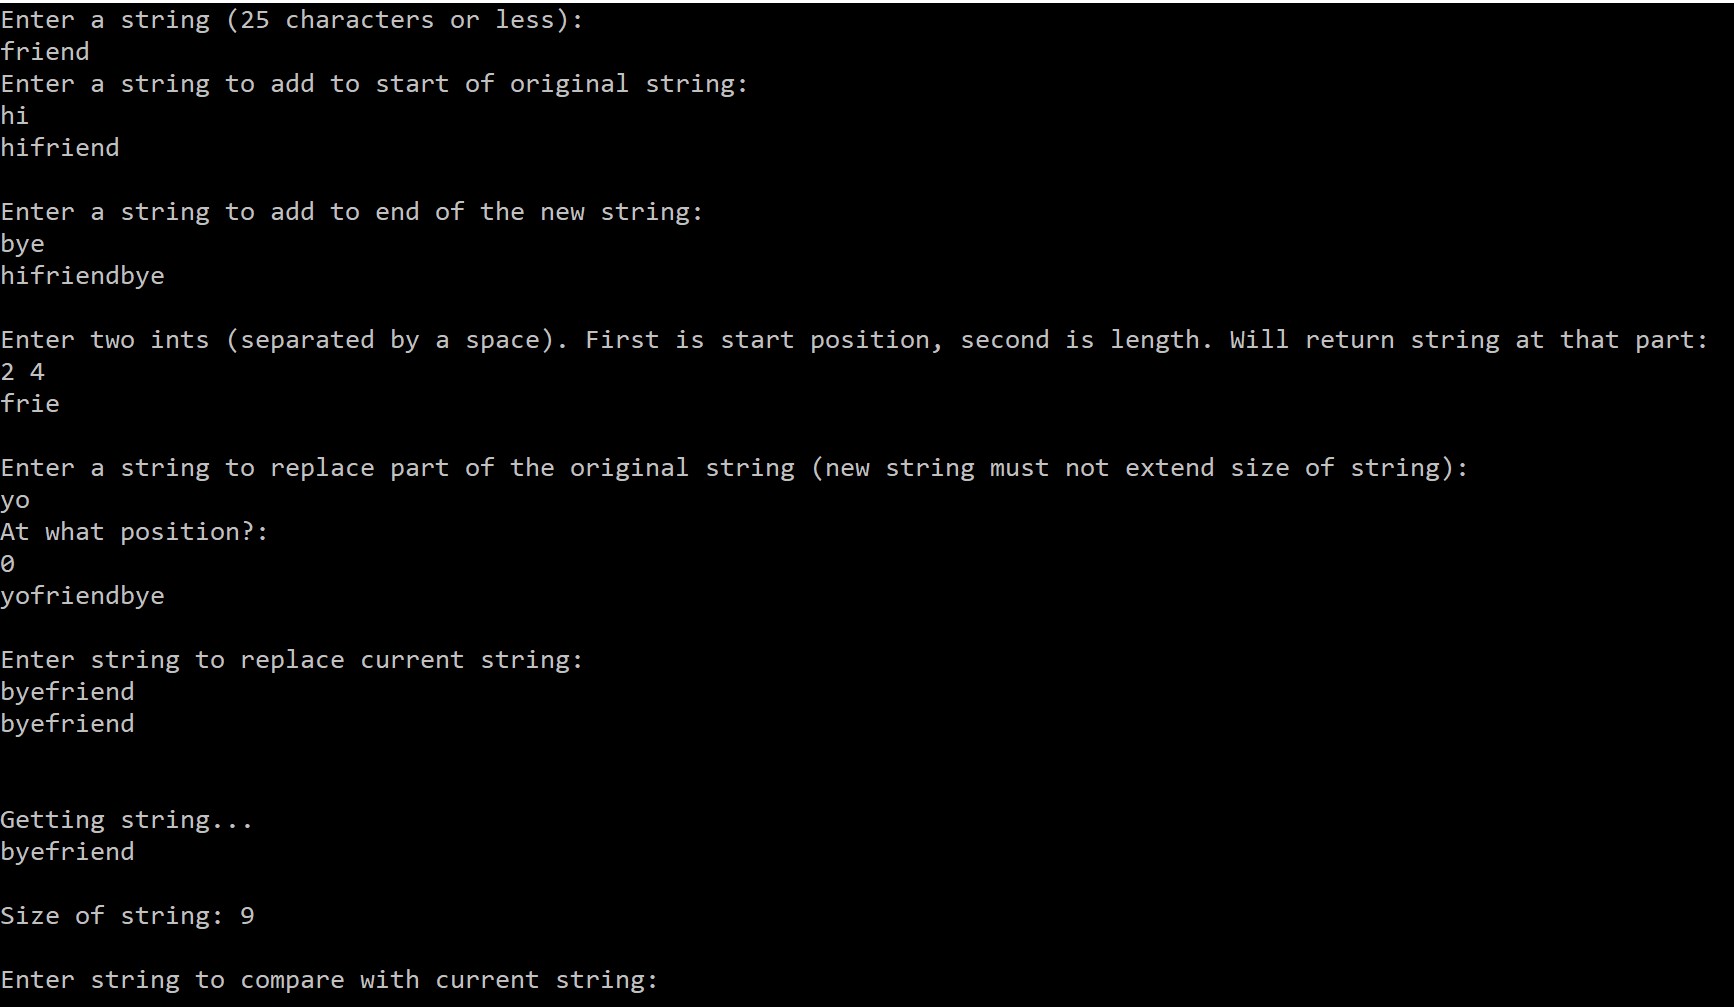 Enter a string (25 characters or less):
friend
Enter a string to add to start of original string:
hi
hifriend
Enter a string to add to end of the new string:
bye
hifriendbye
Enter two ints (separated by a space). First is start position, second is length. Will return string at that part:
2 4
frie
Enter a string to replace part of the original string (new string must not extend size of string):
yo
At what position?:
0
yofriendbye
Enter string to replace current string:
byefriend
byefriend
Getting string...
byefriend
Size of string: 9
Enter string to compare with current string: